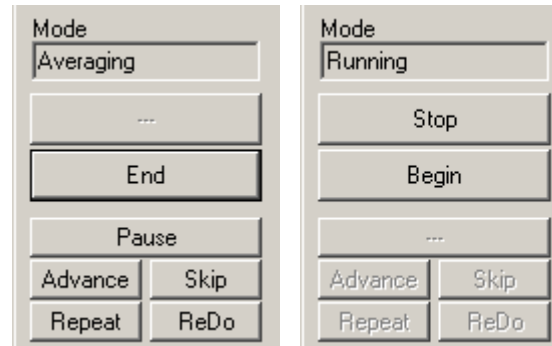 Mode
Averaging
---
End
Pause
Advance Skip
Repeat ReDo
Mode
Running
Stop
Begin
---
Advance Skip
Repeat ReDo